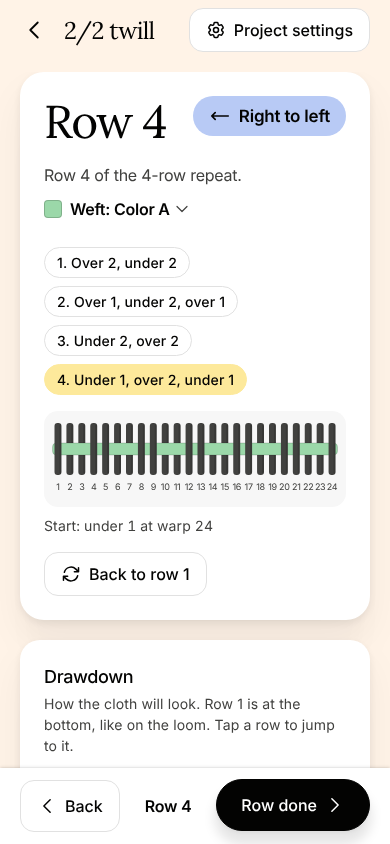 2/2 twill
Project settings
Row 4
Right to left
Row 4 of the 4-row repeat.
Weft: Color A
1. Over 2, under 2
2. Over 1, under 2, over 1
3. Under 2, over 2
4. Under 1, over 2, under 1
1 2 3 4 5 6 7 8 9 10 11 12 13 14 15 16 17 18 19 20 21 22 23 24
Start: under 1 at warp 24
Back to row 1
Drawdown
How the cloth will look. Row 1 is at the
bottom, like on the loom. Tap a row to jump
to it.
Back
Row 4
Row done